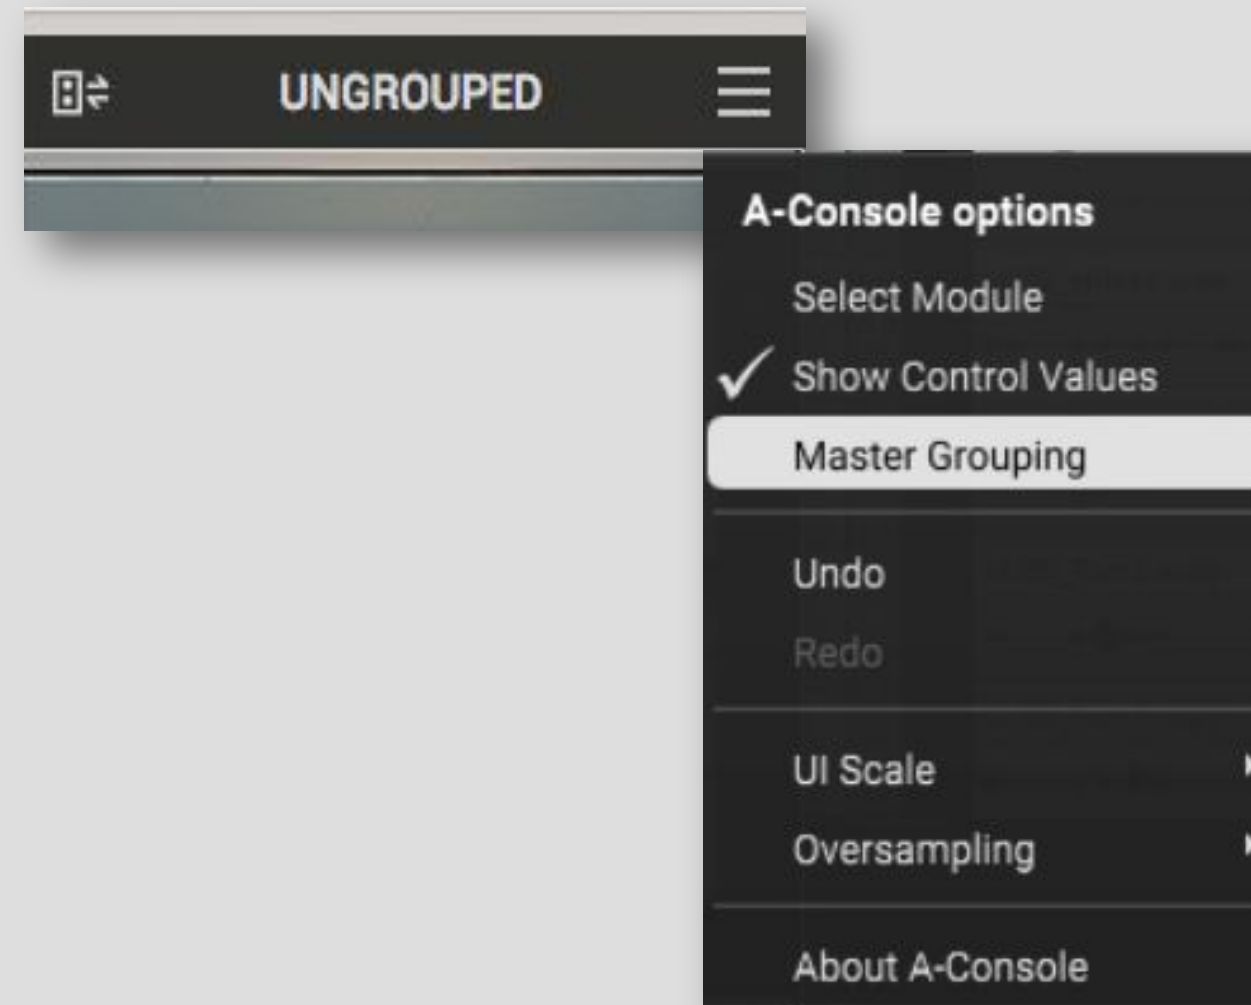 UNGROUPED
A-Console options
Select Module
Show Control Values
Master Grouping
Undo
Redo
UI Scale
Oversampling
About A-Console